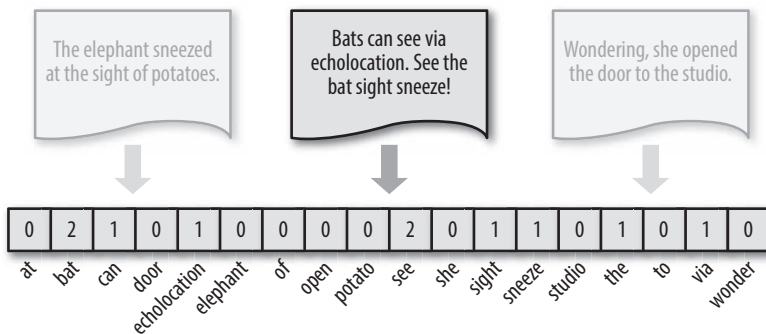 The elephant sneezed
at the sight of potatoes.
Bats can see via
echolocation. See the
bat sight sneeze!
Wondering, she opened
the door to the studio.
0 2 1 0 1 0 0 0 0 2 0 1 1 0 1 0 1 0
at bat can door echolocation elephant of open potato see she sight sneeze studio the to via wonder